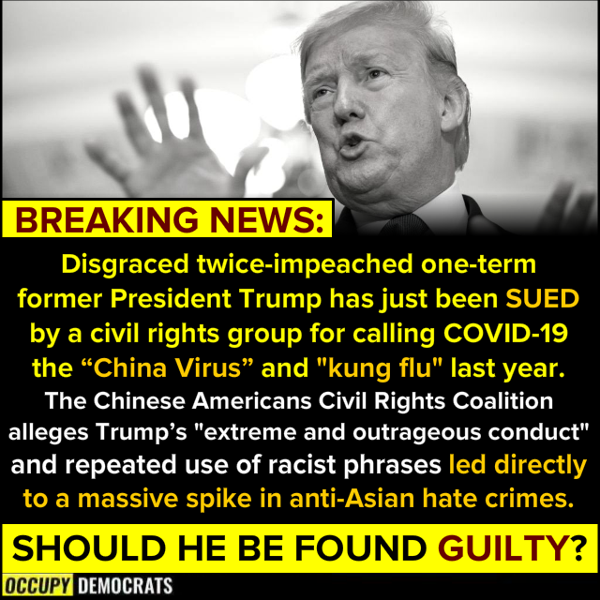 BREAKING NEWS:
Disgraced twice-impeached one-term
former President Trump has just been SUED
by a civil rights group for calling COVID-19
the “China Virus” and "kung flu" last year.
The Chinese Americans Civil Rights Coalition
alleges Trump’s "extreme and outrageous conduct"
and repeated use of racist phrases led directly
to a massive spike in anti-Asian hate crimes.
SHOULD HE BE FOUND GUILTY?
OCCUPY DEMOCRATS